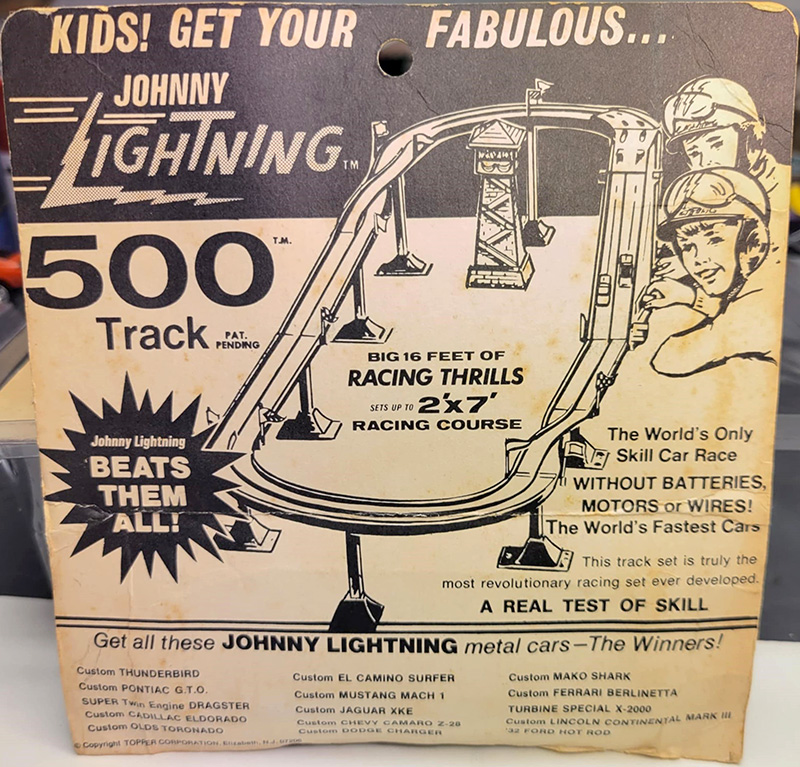 KIDS! GET YOUR FABULOUS...
JOHNNY
LIGHTNING TM
500 T.M.
Track PAT.
PENDING
BIG 16 FEET OF
RACING THRILLS
SETS UP TO 2'x7'
RACING COURSE
Johnny Lightning
BEATS
THEM
ALL!
The World's Only
Skill Car Race
WITHOUT BATTERIES,
MOTORS or WIRES!
The World's Fastest Cars
This track set is truly the
most revolutionary racing set ever developed.
A REAL TEST OF SKILL
Get all these JOHNNY LIGHTNING metal cars—The Winners!
Custom THUNDERBIRD
Custom PONTIAC G.T.O.
SUPER Twin Engine DRAGSTER
Custom CADILLAC ELDORADO
Custom OLDS TORONADO
Custom EL CAMINO SURFER
Custom MUSTANG MACH 1
Custom JAGUAR XKE
Custom CHEVY CAMARO Z-28
Custom DODGE CHARGER
Custom MAKO SHARK
Custom FERRARI BERLINETTA
TURBINE SPECIAL X-2000
Custom LINCOLN CONTINENTAL MARK III
'32 FORD HOT ROD
© Copyright TOPPER CORPORATION, Elizabeth, N.J. 07206